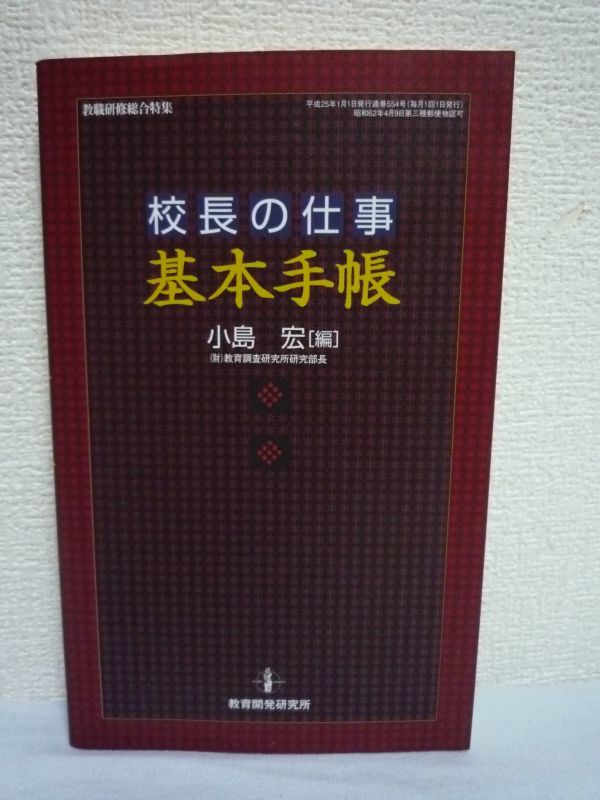 教職研修総合特集
平成25年1月1日発行通巻554号(毎月1回1日発行)
昭和62年4月9日第三種郵便物認可
校長の仕事
基本手帳
小島 宏[編]
(財)教育調査研究所研究部長
教育開発研究所